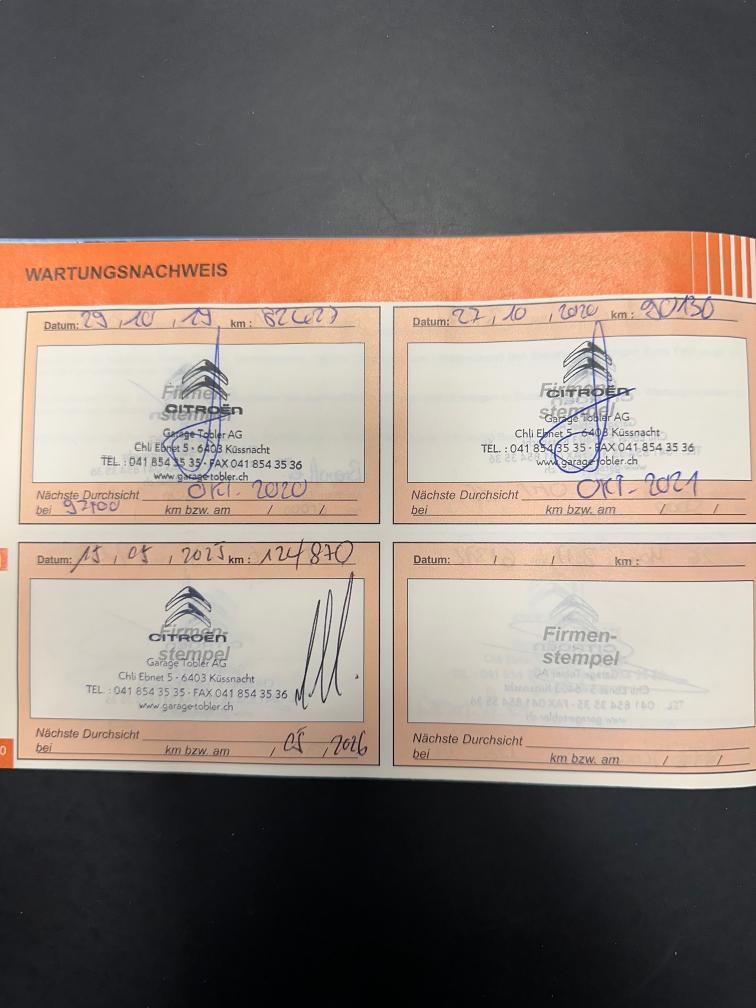 WARTUNGSNACHWEIS
Datum: 29 , 10 , 19 km :
Firmen-
stempel
CITROËN
Garage Tobler AG
Chli Ebnet 5 · 6403 Küssnacht
TEL. : 041 854 35 35 · FAX 041 854 35 36
www.garage-tobler.ch
Nächste Durchsicht OKT - 2020
bei 92100 km bzw. am / /
Datum: 27 , 10 , 2020 km : 90130
Firmen-
stempel
CITROËN
Garage Tobler AG
Chli Ebnet 5 · 6403 Küssnacht
TEL. : 041 854 35 35 · FAX 041 854 35 36
www.garage-tobler.ch
Nächste Durchsicht OKT - 2021
bei km bzw. am / /
Datum: 15 , 05 , 2025 km : 124870
CITROËN
Firmen-
stempel
Garage Tobler AG
Chli Ebnet 5 · 6403 Küssnacht
TEL. : 041 854 35 35 · FAX 041 854 35 36
www.garage-tobler.ch
Nächste Durchsicht
bei km bzw. am , 05 , 2026
Datum: / / km :
Firmen-
stempel
Nächste Durchsicht
bei km bzw. am / /
0